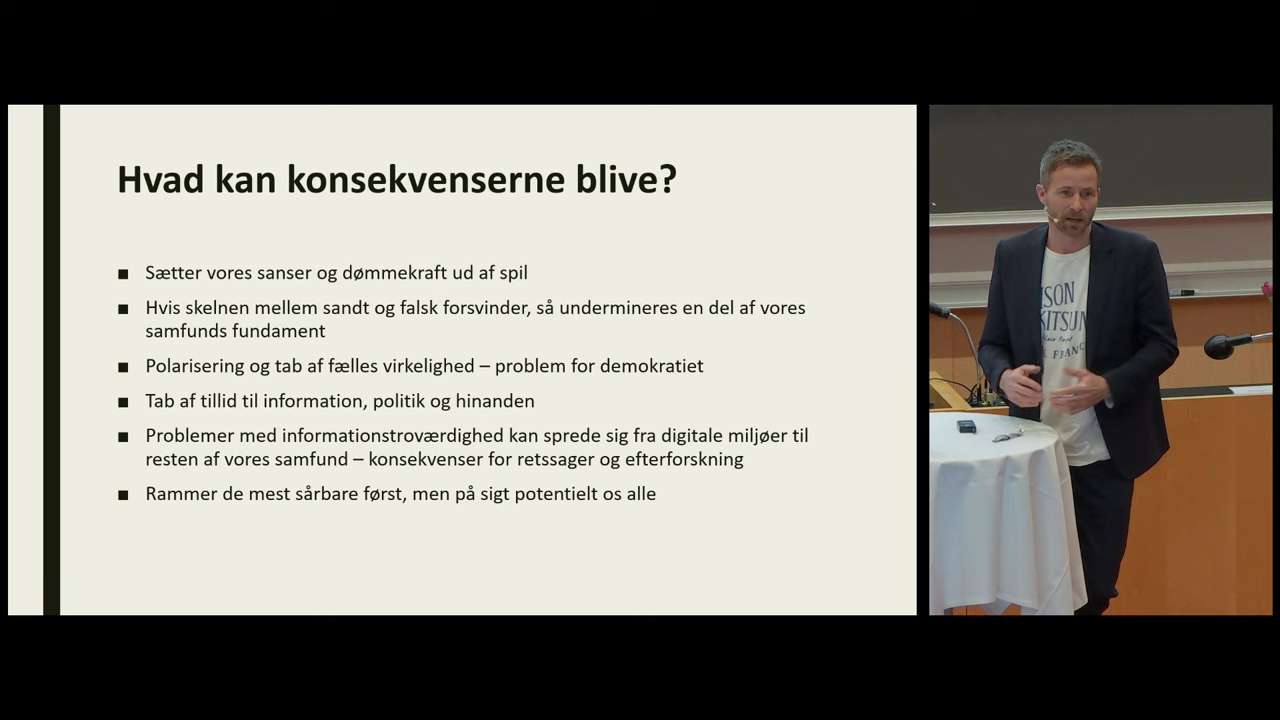 Hvad kan konsekvenserne blive?
■ Sætter vores sanser og dømmekraft ud af spil
■ Hvis skelnen mellem sandt og falsk forsvinder, så undermineres en del af vores
samfunds fundament
■ Polarisering og tab af fælles virkelighed – problem for demokratiet
■ Tab af tillid til information, politik og hinanden
■ Problemer med informationstroværdighed kan sprede sig fra digitale miljøer til
resten af vores samfund – konsekvenser for retssager og efterforskning
■ Rammer de mest sårbare først, men på sigt potentielt os alle